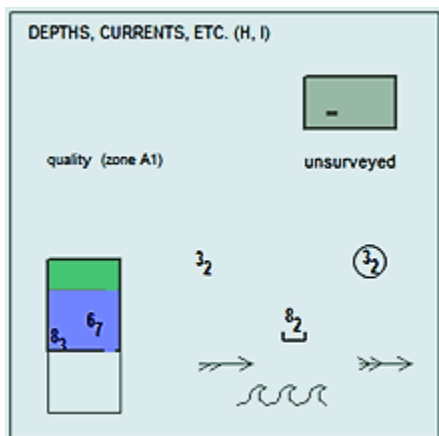 DEPTHS, CURRENTS, ETC. (H, I)
quality (zone A1)
unsurveyed
3₂
3₂
8₂
6₇
8₃